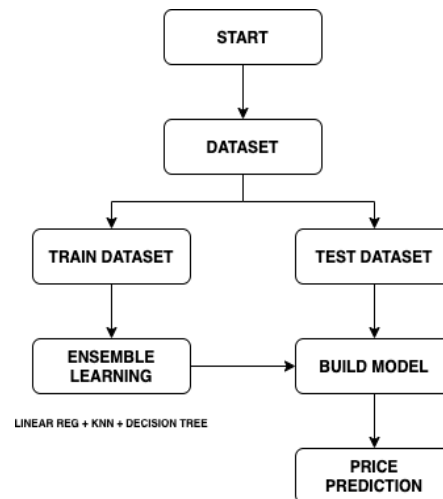 START
DATASET
TRAIN DATASET
TEST DATASET
ENSEMBLE
LEARNING
BUILD MODEL
LINEAR REG + KNN + DECISION TREE
PRICE
PREDICTION